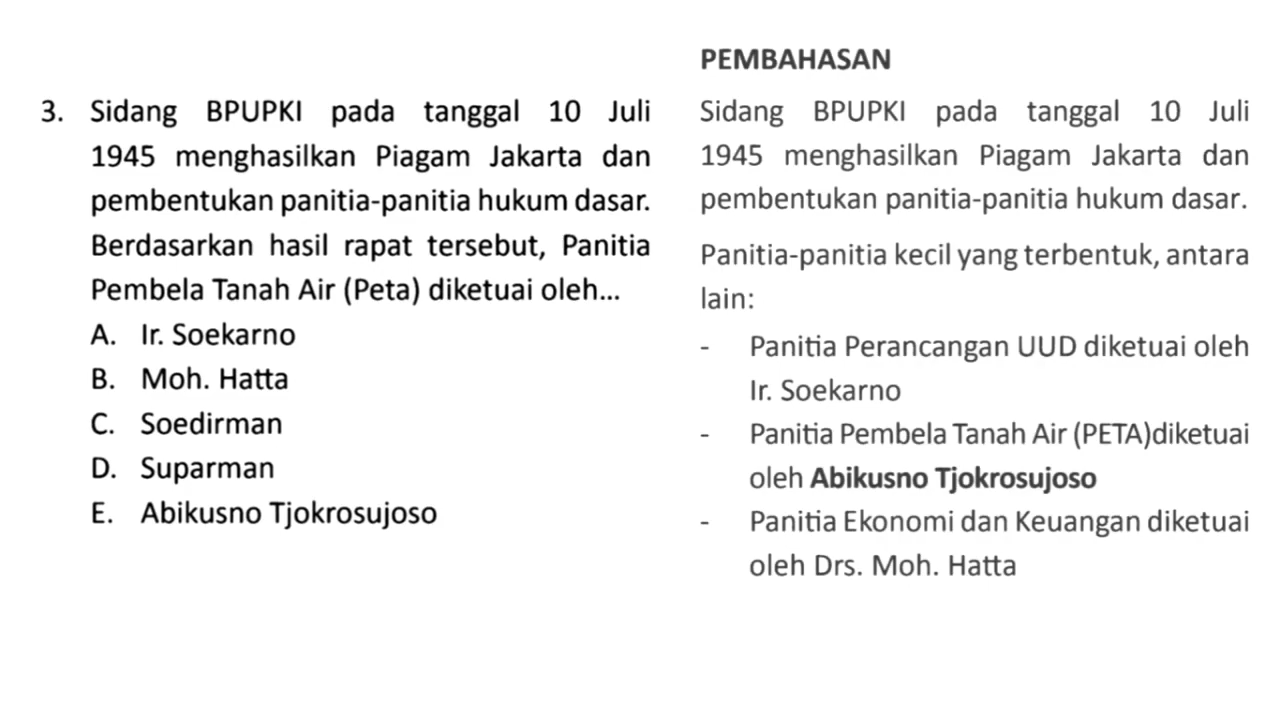 3. Sidang BPUPKI pada tanggal 10 Juli
1945 menghasilkan Piagam Jakarta dan
pembentukan panitia-panitia hukum dasar.
Berdasarkan hasil rapat tersebut, Panitia
Pembela Tanah Air (Peta) diketuai oleh...
A. Ir. Soekarno
B. Moh. Hatta
C. Soedirman
D. Suparman
E. Abikusno Tjokrosujoso
PEMBAHASAN
Sidang BPUPKI pada tanggal 10 Juli
1945 menghasilkan Piagam Jakarta dan
pembentukan panitia-panitia hukum dasar.
Panitia-panitia kecil yang terbentuk, antara
lain:
- Panitia Perancangan UUD diketuai oleh
Ir. Soekarno
- Panitia Pembela Tanah Air (PETA)diketuai
oleh Abikusno Tjokrosujoso
- Panitia Ekonomi dan Keuangan diketuai
oleh Drs. Moh. Hatta